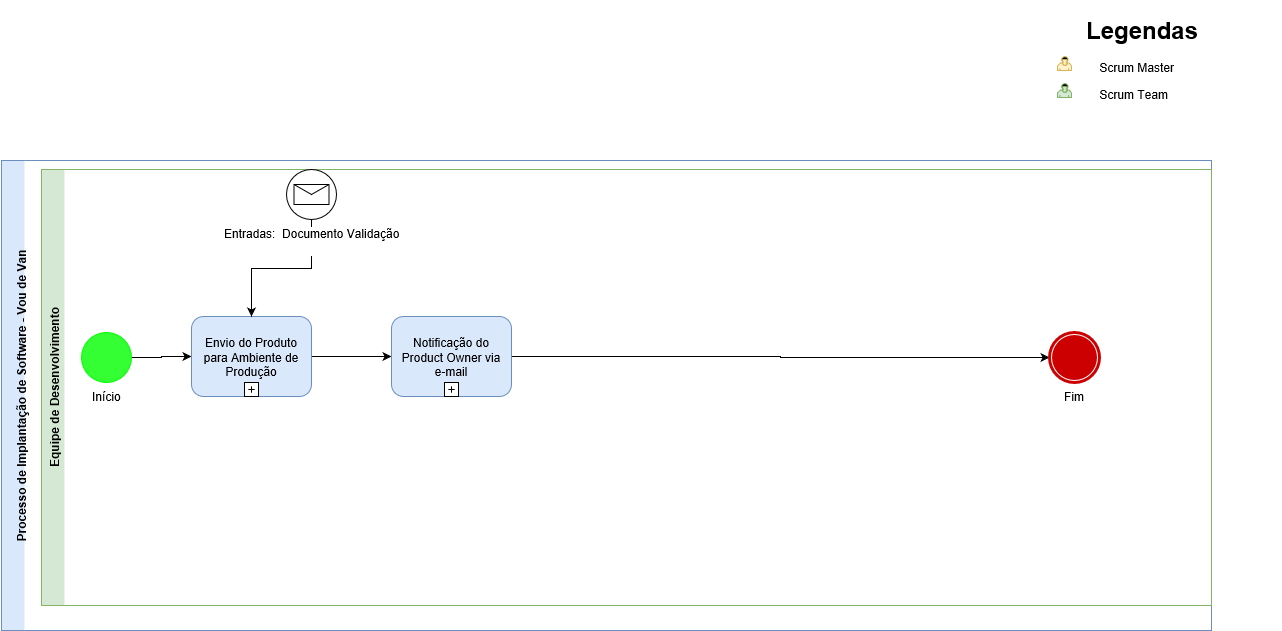 Legendas
Scrum Master
Scrum Team
Processo de Implantação de Software - Vou de Van
Equipe de Desenvolvimento
Entradas:  Documento Validação
Início
Envio do Produto
para Ambiente de
Produção
Notificação do
Product Owner via
e-mail
Fim